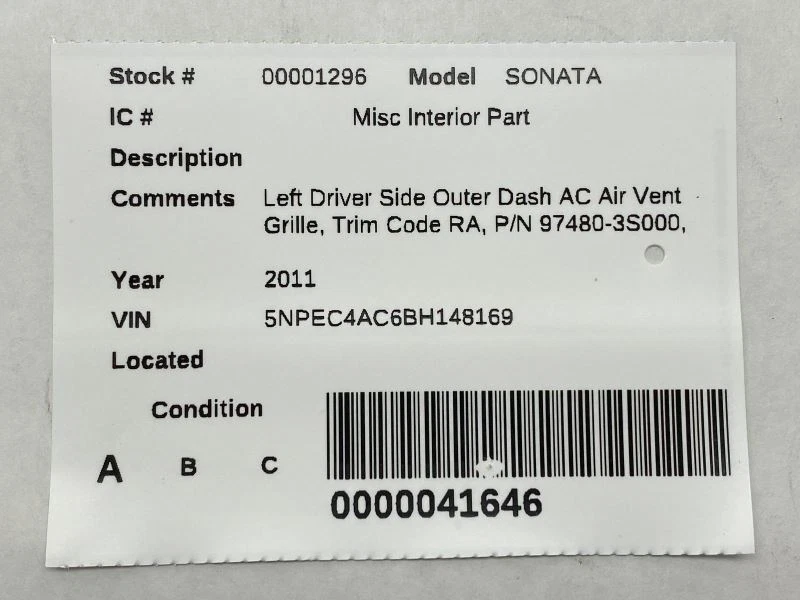 Stock # 00001296 Model SONATA
IC # Misc Interior Part
Description
Comments Left Driver Side Outer Dash AC Air Vent
Grille, Trim Code RA, P/N 97480-3S000,
Year 2011
VIN 5NPEC4AC6BH148169
Located
Condition
A B C
0000041646